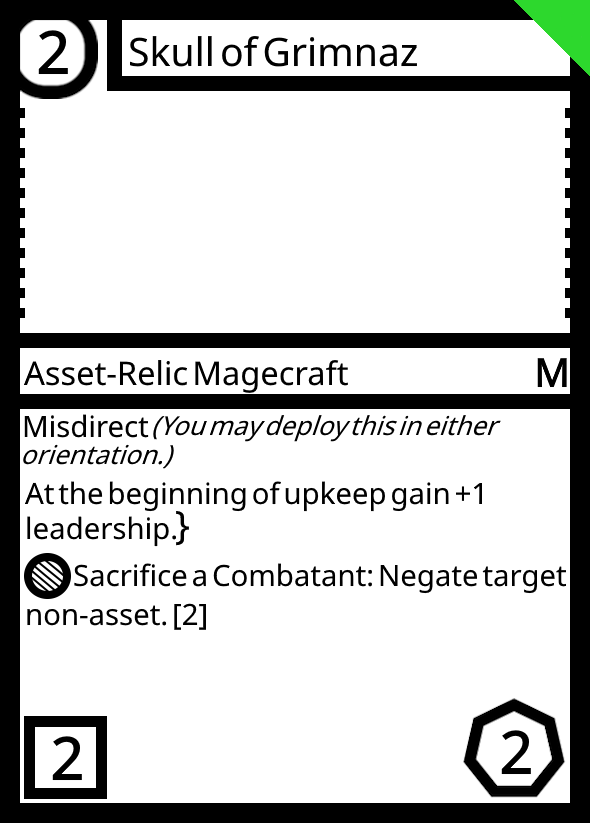 2
Skull of Grimnaz
Asset-Relic Magecraft
M
Misdirect (You may deploy this in either
orientation.)
At the beginning of upkeep gain +1
leadership.}
Sacrifice a Combatant: Negate target
non-asset. [2]
2
2